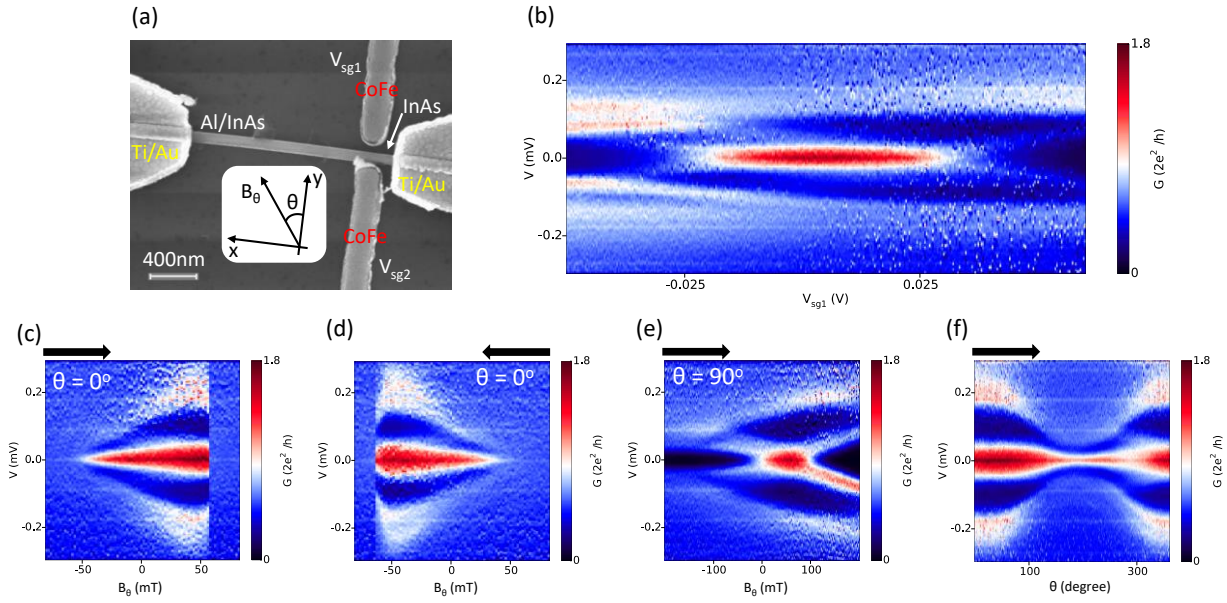 (a)
V_sg1
CoFe
InAs
Al/InAs
Ti/Au
Ti/Au
B_θ
θ
y
x
CoFe
V_sg2
400nm
(b)
V (mV)
0.2
0.0
-0.2
-0.025
0.025
V_sg1 (V)
1.8
0
G (2e² /h)
(c)
θ = 0°
V (mV)
0.2
0.0
-0.2
-50
0
50
B_θ (mT)
1.8
0
G (2e² /h)
(d)
θ = 0°
V (mV)
0.2
0.0
-0.2
-50
0
50
B_θ (mT)
1.8
0
G (2e² /h)
(e)
θ = 90°
V (mV)
0.2
0.0
-0.2
-100
0
100
B_θ (mT)
1.8
0
G (2e² /h)
(f)
V (mV)
0.2
0.0
-0.2
100
300
θ (degree)
1.8
0
G (2e² /h)